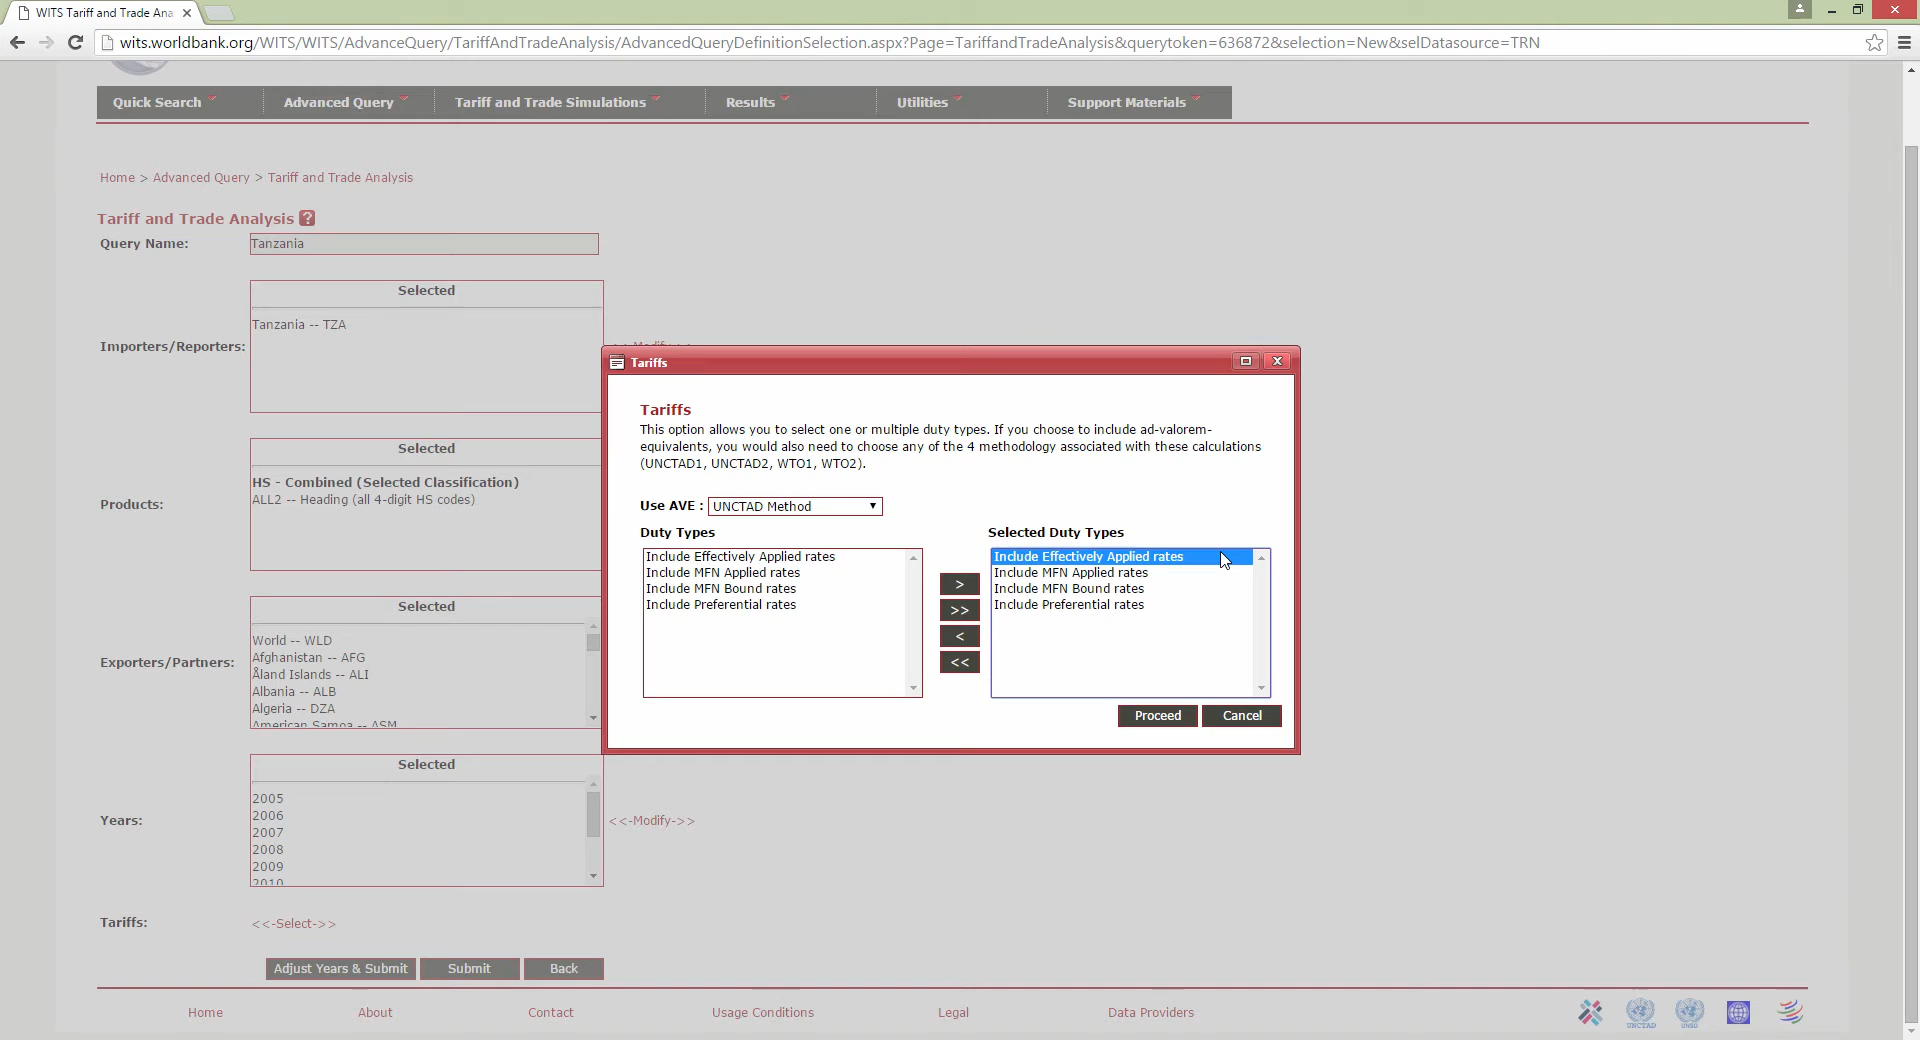 WITS Tariff and Trade Ana
wits.worldbank.org/WITS/WITS/AdvanceQuery/TariffAndTradeAnalysis/AdvancedQueryDefinitionSelection.aspx?Page=TariffandTradeAnalysis&querytoken=636872&selection=New&selDatasource=TRN
Quick Search
Advanced Query
Tariff and Trade Simulations
Results
Utilities
Support Materials
Home > Advanced Query > Tariff and Trade Analysis
Tariff and Trade Analysis ?
Query Name: Tanzania
Selected
Importers/Reporters:
Tanzania -- TZA
<<-Modify->>
Selected
Products:
HS - Combined (Selected Classification)
ALL2 -- Heading (all 4-digit HS codes)
Selected
Exporters/Partners:
World -- WLD
Afghanistan -- AFG
Åland Islands -- ALI
Albania -- ALB
Algeria -- DZA
American Samoa -- ASM
Selected
Years:
2005
2006
2007
2008
2009
2010
<<-Modify->>
Tariffs: <<-Select->>
Adjust Years & Submit
Submit
Back
Tariffs
Tariffs
This option allows you to select one or multiple duty types. If you choose to include ad-valorem-
equivalents, you would also need to choose any of the 4 methodology associated with these calculations
(UNCTAD1, UNCTAD2, WTO1, WTO2).
Use AVE : UNCTAD Method
Duty Types
Include Effectively Applied rates
Include MFN Applied rates
Include MFN Bound rates
Include Preferential rates
>
>>
<
<<
Selected Duty Types
Include Effectively Applied rates
Include MFN Applied rates
Include MFN Bound rates
Include Preferential rates
Proceed
Cancel
Home
About
Contact
Usage Conditions
Legal
Data Providers
UNCTAD
UNSD